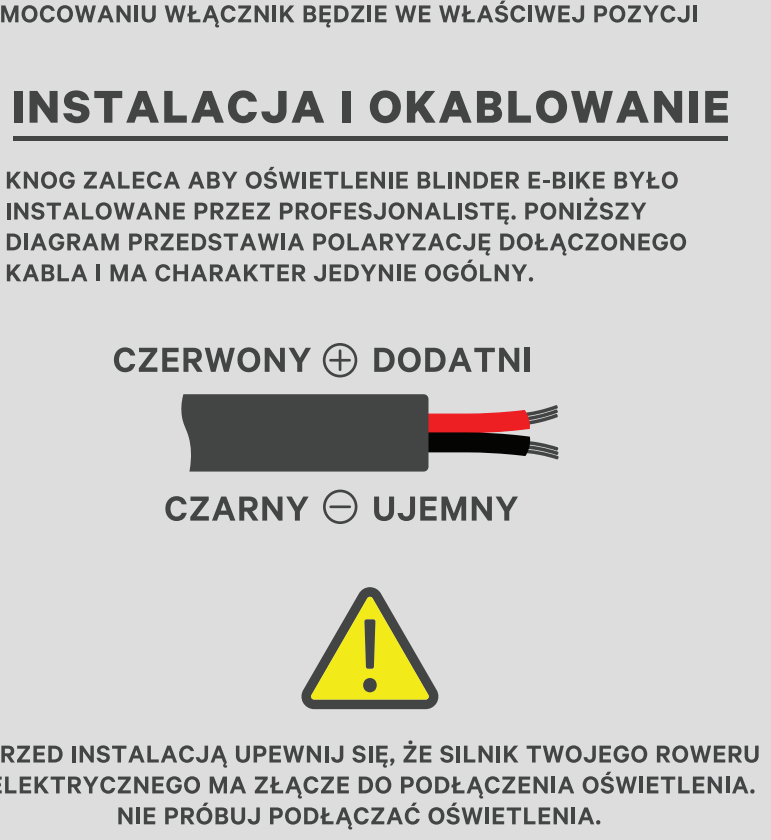 MOCOWANIU WŁĄCZNIK BĘDZIE WE WŁAŚCIWEJ POZYCJI
INSTALACJA I OKABLOWANIE
KNOG ZALECA ABY OŚWIETLENIE BLINDER E-BIKE BYŁO
INSTALOWANE PRZEZ PROFESJONALISTĘ. PONIŻSZY
DIAGRAM PRZEDSTAWIA POLARYZACJĘ DOŁĄCZONEGO
KABLA I MA CHARAKTER JEDYNIE OGÓLNY.
CZERWONY ⊕ DODATNI
CZARNY ⊖ UJEMNY
RZED INSTALACJĄ UPEWNIJ SIĘ, ŻE SILNIK TWOJEGO ROWERU
ELEKTRYCZNEGO MA ZŁĄCZE DO PODŁĄCZENIA OŚWIETLENIA.
NIE PRÓBUJ PODŁĄCZAĆ OŚWIETLENIA.